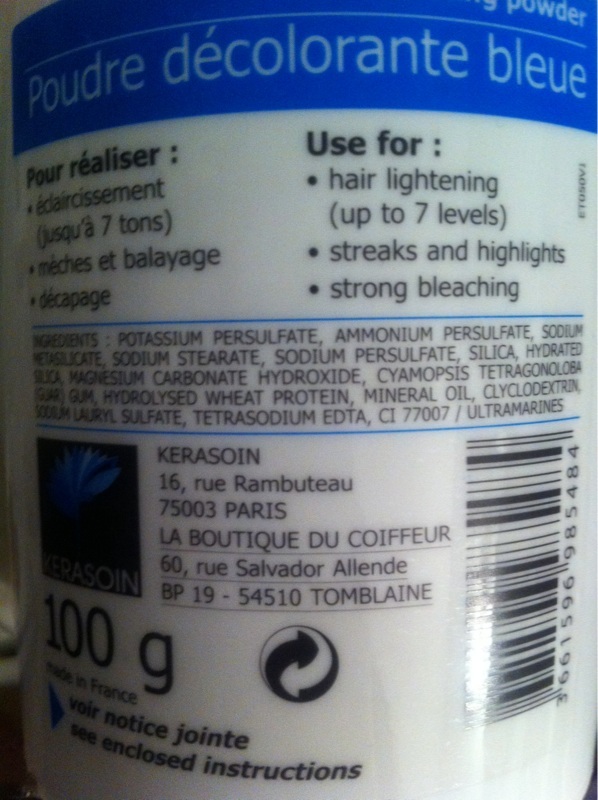 powder
Poudre décolorante bleue
Pour réaliser :
• éclaircissement
(jusqu'à 7 tons)
• mèches et balayage
• décapage
Use for :
• hair lightening
(up to 7 levels)
• streaks and highlights
• strong bleaching
ET050V1
INGREDIENTS : POTASSIUM PERSULFATE, AMMONIUM PERSULFATE, SODIUM
METASILICATE, SODIUM STEARATE, SODIUM PERSULFATE, SILICA, HYDRATED
SILICA, MAGNESIUM CARBONATE HYDROXIDE, CYAMOPSIS TETRAGONOLOBA
(GUAR) GUM, HYDROLYSED WHEAT PROTEIN, MINERAL OIL, CLYCLODEXTRIN,
SODIUM LAURYL SULFATE, TETRASODIUM EDTA, CI 77007 / ULTRAMARINES
KERASOIN
KERASOIN
16, rue Rambuteau
75003 PARIS
LA BOUTIQUE DU COIFFEUR
60, rue Salvador Allende
BP 19 - 54510 TOMBLAINE
3661596985484
100 g
made in France
voir notice jointe
see enclosed instructions